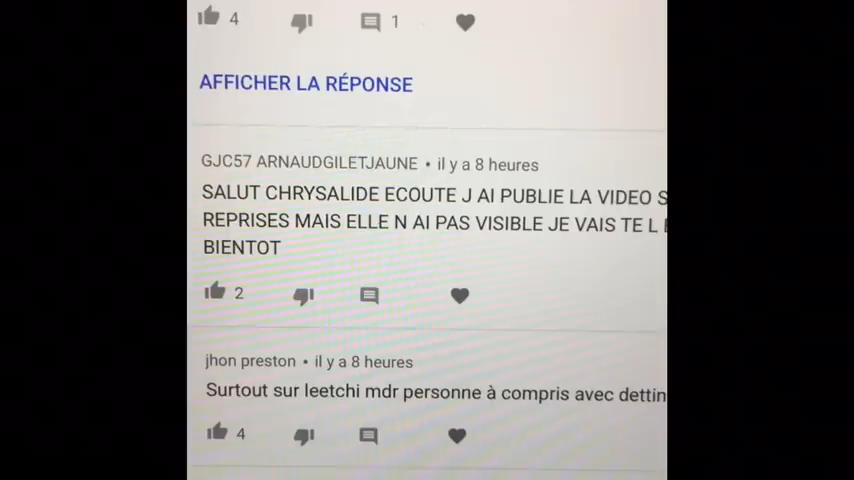 4 1
AFFICHER LA RÉPONSE
GJC57 ARNAUDGILETJAUNE • il y a 8 heures
SALUT CHRYSALIDE ECOUTE J AI PUBLIE LA VIDEO S
REPRISES MAIS ELLE N AI PAS VISIBLE JE VAIS TE L
BIENTOT
2
jhon preston • il y a 8 heures
Surtout sur leetchi mdr personne à compris avec dettin
4